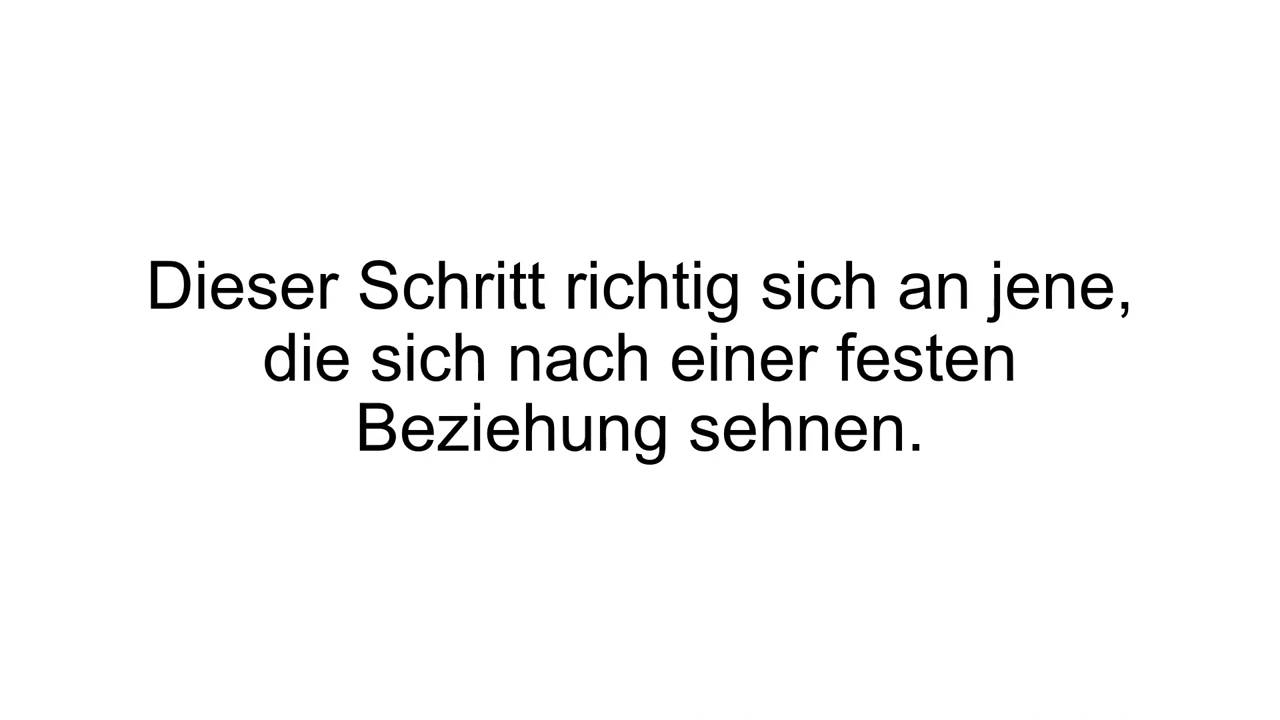 Dieser Schritt richtig sich an jene,
die sich nach einer festen
Beziehung sehnen.